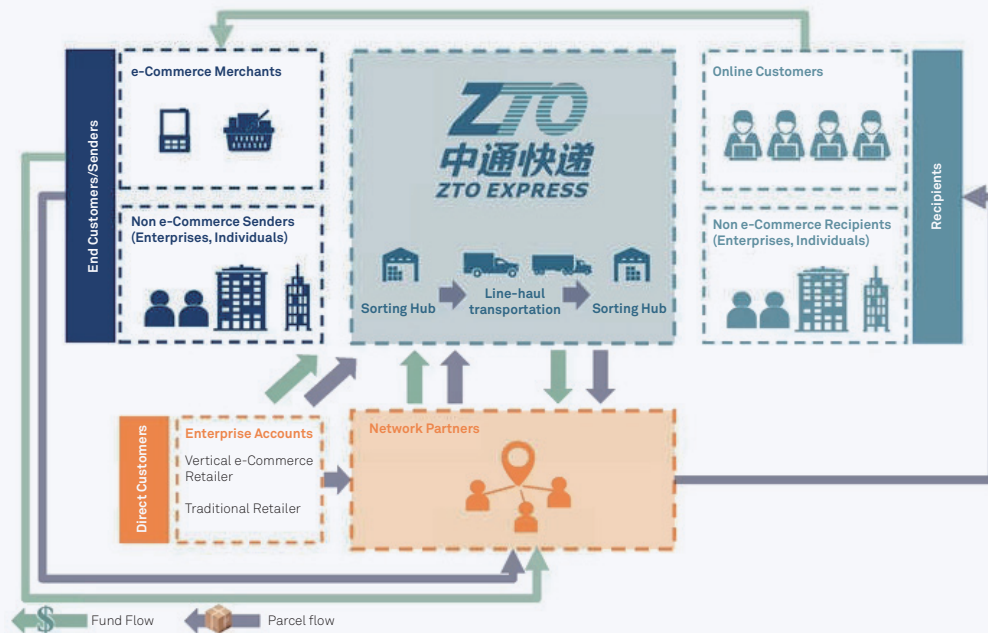 End Customers/Senders
e-Commerce Merchants
Non e-Commerce Senders
(Enterprises, Individuals)
ZTO
中通快递
ZTO EXPRESS
Sorting Hub
Line-haul
transportation
Sorting Hub
Online Customers
Non e-Commerce Recipients
(Enterprises, Individuals)
Recipients
Direct Customers
Enterprise Accounts
Vertical e-Commerce
Retailer
Traditional Retailer
Network Partners
$
Fund Flow
Parcel flow